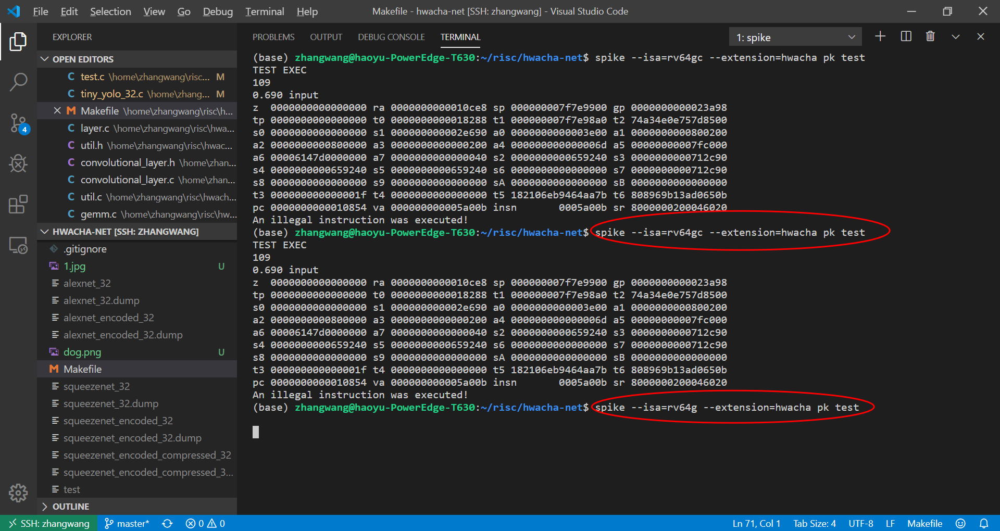 File Edit Selection View Go Debug Terminal Help Makefile - hwacha-net [SSH: zhangwang] - Visual Studio Code
EXPLORER
OPEN EDITORS
C test.c \home\zhangwang\risc... M
C tiny_yolo_32.c \home\zhang... M
M Makefile \home\zhangwang\risc\h...
C layer.c \home\zhangwang\risc\hwa...
C util.h \home\zhangwang\risc\hwac...
C convolutional_layer.h \home\zhan...
C convolutional_layer.c \home\zhan...
C util.c \home\zhangwang\risc\hwach...
C gemm.c \home\zhangwang\risc\hw...
HWACHA-NET [SSH: ZHANGWANG]
.gitignore
1.jpg U
alexnet_32
alexnet_32.dump
alexnet_encoded_32
alexnet_encoded_32.dump
dog.png U
M Makefile
squeezenet_32
squeezenet_32.dump
squeezenet_encoded_32
squeezenet_encoded_32.dump
squeezenet_encoded_compressed_32
squeezenet_encoded_compressed_3...
test
OUTLINE
4
PROBLEMS OUTPUT DEBUG CONSOLE TERMINAL 1: spike
(base) zhangwang@haoyu-PowerEdge-T630:~/risc/hwacha-net$ spike --isa=rv64gc --extension=hwacha pk test
TEST EXEC
109
0.690 input
z  0000000000000000 ra 0000000000010ce8 sp 000000007f7e9900 gp 0000000000023a98
tp 0000000000000000 t0 0000000000018288 t1 000000007f7e98a0 t2 74a34e0e757d8500
s0 0000000000000000 s1 000000000002e690 a0 0000000000003e00 a1 0000000000800200
a2 0000000000800000 a3 0000000000000200 a4 000000000000006d a5 00000000007fc000
a6 00006147d0000000 a7 0000000000000040 s2 0000000000659240 s3 0000000000712c90
s4 0000000000659240 s5 0000000000659240 s6 0000000000000000 s7 0000000000712c90
s8 0000000000000000 s9 0000000000000000 sA 0000000000000000 sB 0000000000000000
t3 000000000000001f t4 0000000000000000 t5 182106eb9464aa7b t6 808969b13ad0650b
pc 0000000000010854 va 000000000005a00b insn       0005a00b sr 8000000200046020
An illegal instruction was executed!
(base) zhangwang@haoyu-PowerEdge-T630:~/risc/hwacha-net$ spike --isa=rv64gc --extension=hwacha pk test
TEST EXEC
109
0.690 input
z  0000000000000000 ra 0000000000010ce8 sp 000000007f7e9900 gp 0000000000023a98
tp 0000000000000000 t0 0000000000018288 t1 000000007f7e98a0 t2 74a34e0e757d8500
s0 0000000000000000 s1 000000000002e690 a0 0000000000003e00 a1 0000000000800200
a2 0000000000800000 a3 0000000000000200 a4 000000000000006d a5 00000000007fc000
a6 00006147d0000000 a7 0000000000000040 s2 0000000000659240 s3 0000000000712c90
s4 0000000000659240 s5 0000000000659240 s6 0000000000000000 s7 0000000000712c90
s8 0000000000000000 s9 0000000000000000 sA 0000000000000000 sB 0000000000000000
t3 000000000000001f t4 0000000000000000 t5 182106eb9464aa7b t6 808969b13ad0650b
pc 0000000000010854 va 000000000005a00b insn       0005a00b sr 8000000200046020
An illegal instruction was executed!
(base) zhangwang@haoyu-PowerEdge-T630:~/risc/hwacha-net$ spike --isa=rv64g --extension=hwacha pk test
SSH: zhangwang master* 0 0 Ln 71, Col 1 Tab Size: 4 UTF-8 LF Makefile